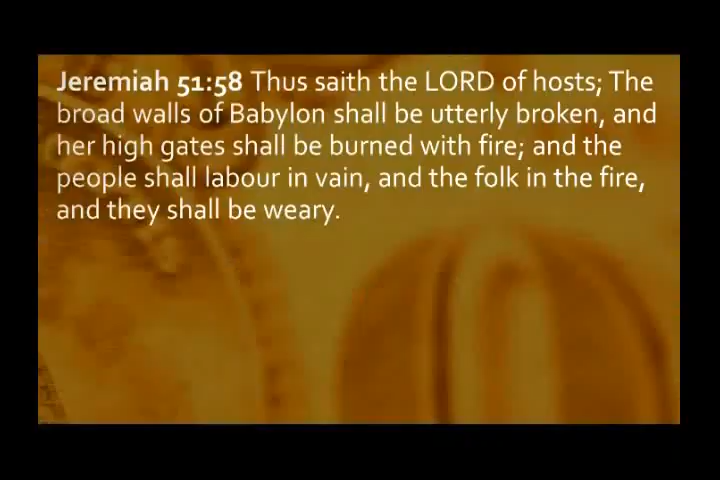 Jeremiah 51:58 Thus saith the LORD of hosts; The
broad walls of Babylon shall be utterly broken, and
her high gates shall be burned with fire; and the
people shall labour in vain, and the folk in the fire,
and they shall be weary.